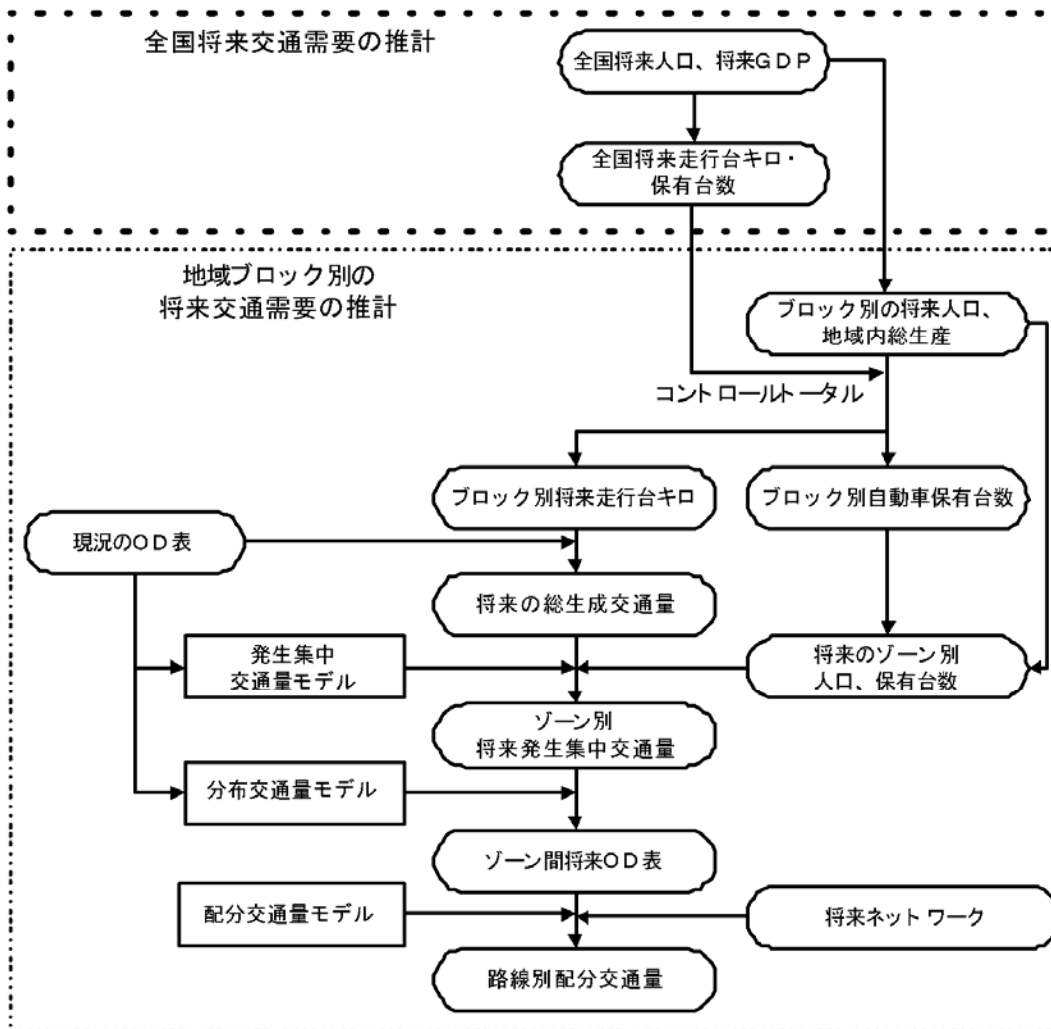 全国将来交通需要の推計
全国将来人口、将来GDP
全国将来走行台キロ・
保有台数
地域ブロック別の
将来交通需要の推計
ブロック別の将来人口、
地域内総生産
コントロールトータル
ブロック別将来走行台キロ
ブロック別自動車保有台数
現況のOD表
将来の総生成交通量
発生集中
交通量モデル
将来のゾーン別
人口、保有台数
ゾーン別
将来発生集中交通量
分布交通量モデル
ゾーン間将来OD表
配分交通量モデル
将来ネットワーク
路線別配分交通量